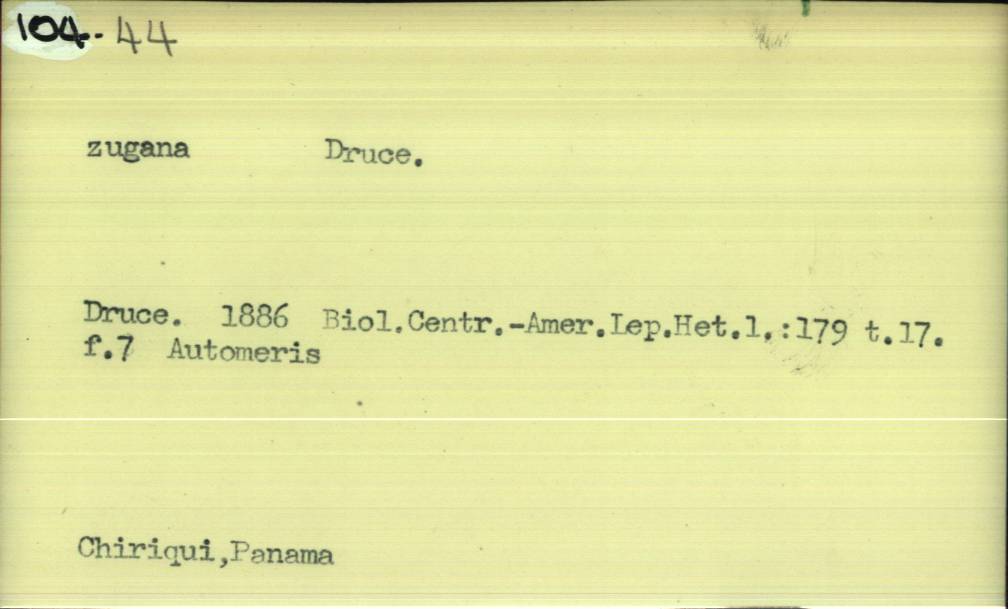 104.44
zugana Druce.
Druce. 1886 Biol.Centr.-Amer.Lep.Het.1.:179 t.17.
f.7 Automeris
Chiriqui,Panama